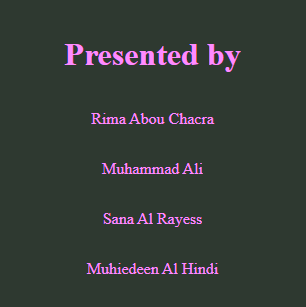 Presented by
Rima Abou Chacra
Muhammad Ali
Sana Al Rayess
Muhiedeen Al Hindi